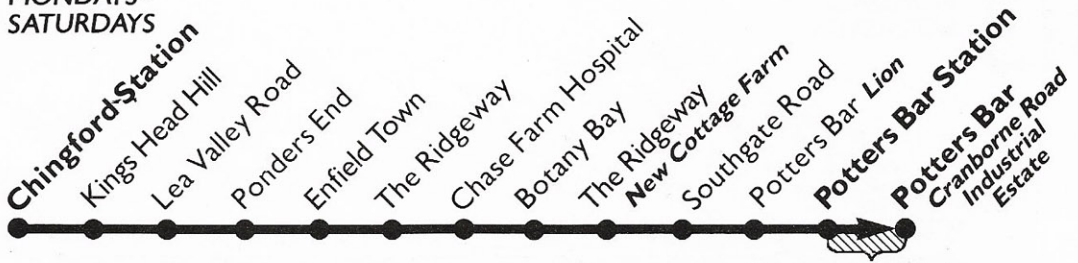 MONDAYS
SATURDAYS
Chingford Station
Kings Head Hill
Lea Valley Road
Ponders End
Enfield Town
The Ridgeway
Chase Farm Hospital
Botany Bay
The Ridgeway
New Cottage Farm
Southgate Road
Potters Bar Lion
Potters Bar Station
Potters Bar
Cranborne Road
Industrial
Estate